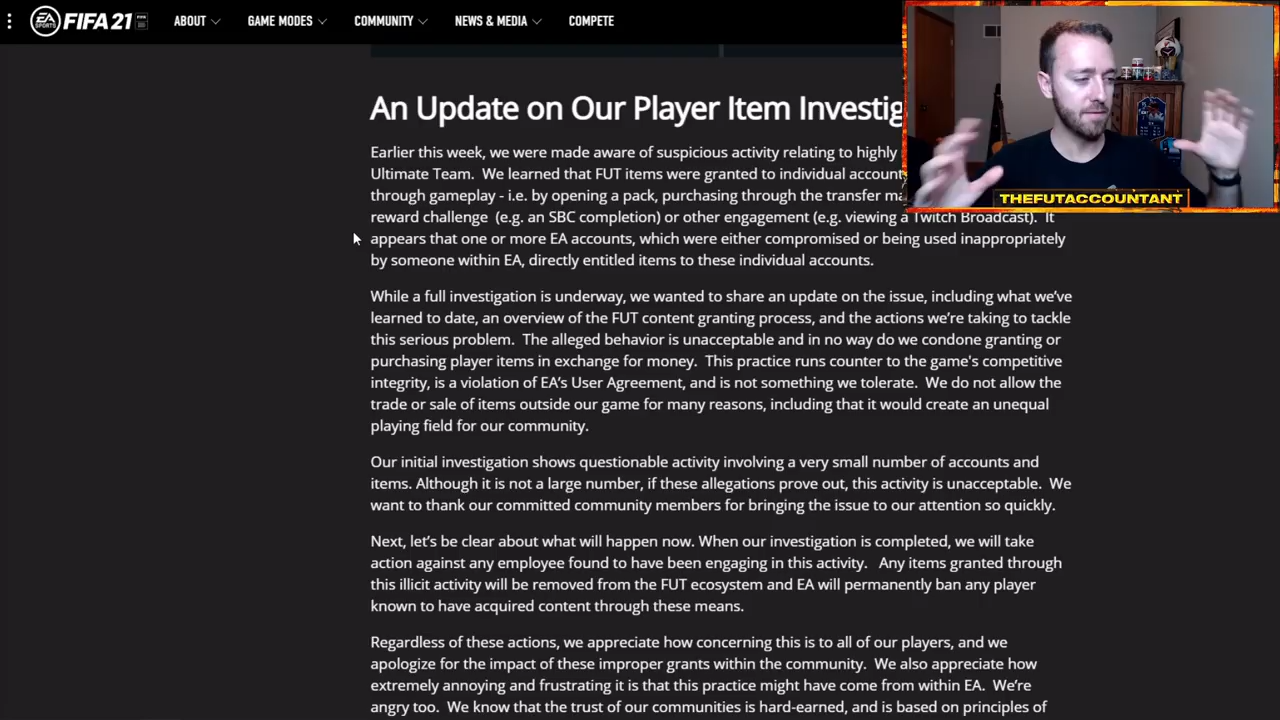 EA SPORTS FIFA 21 ABOUT GAME MODES COMMUNITY NEWS & MEDIA COMPETE
An Update on Our Player Item Investig
Earlier this week, we were made aware of suspicious activity relating to highly
Ultimate Team. We learned that FUT items were granted to individual account
through gameplay - i.e. by opening a pack, purchasing through the transfer ma
reward challenge (e.g. an SBC completion) or other engagement (e.g. viewing a Twitch Broadcast). It
appears that one or more EA accounts, which were either compromised or being used inappropriately
by someone within EA, directly entitled items to these individual accounts.
While a full investigation is underway, we wanted to share an update on the issue, including what we've
learned to date, an overview of the FUT content granting process, and the actions we're taking to tackle
this serious problem. The alleged behavior is unacceptable and in no way do we condone granting or
purchasing player items in exchange for money. This practice runs counter to the game's competitive
integrity, is a violation of EA's User Agreement, and is not something we tolerate. We do not allow the
trade or sale of items outside our game for many reasons, including that it would create an unequal
playing field for our community.
Our initial investigation shows questionable activity involving a very small number of accounts and
items. Although it is not a large number, if these allegations prove out, this activity is unacceptable. We
want to thank our committed community members for bringing the issue to our attention so quickly.
Next, let's be clear about what will happen now. When our investigation is completed, we will take
action against any employee found to have been engaging in this activity. Any items granted through
this illicit activity will be removed from the FUT ecosystem and EA will permanently ban any player
known to have acquired content through these means.
Regardless of these actions, we appreciate how concerning this is to all of our players, and we
apologize for the impact of these improper grants within the community. We also appreciate how
extremely annoying and frustrating it is that this practice might have come from within EA. We're
angry too. We know that the trust of our communities is hard-earned, and is based on principles of
THEFUTACCOUNTANT